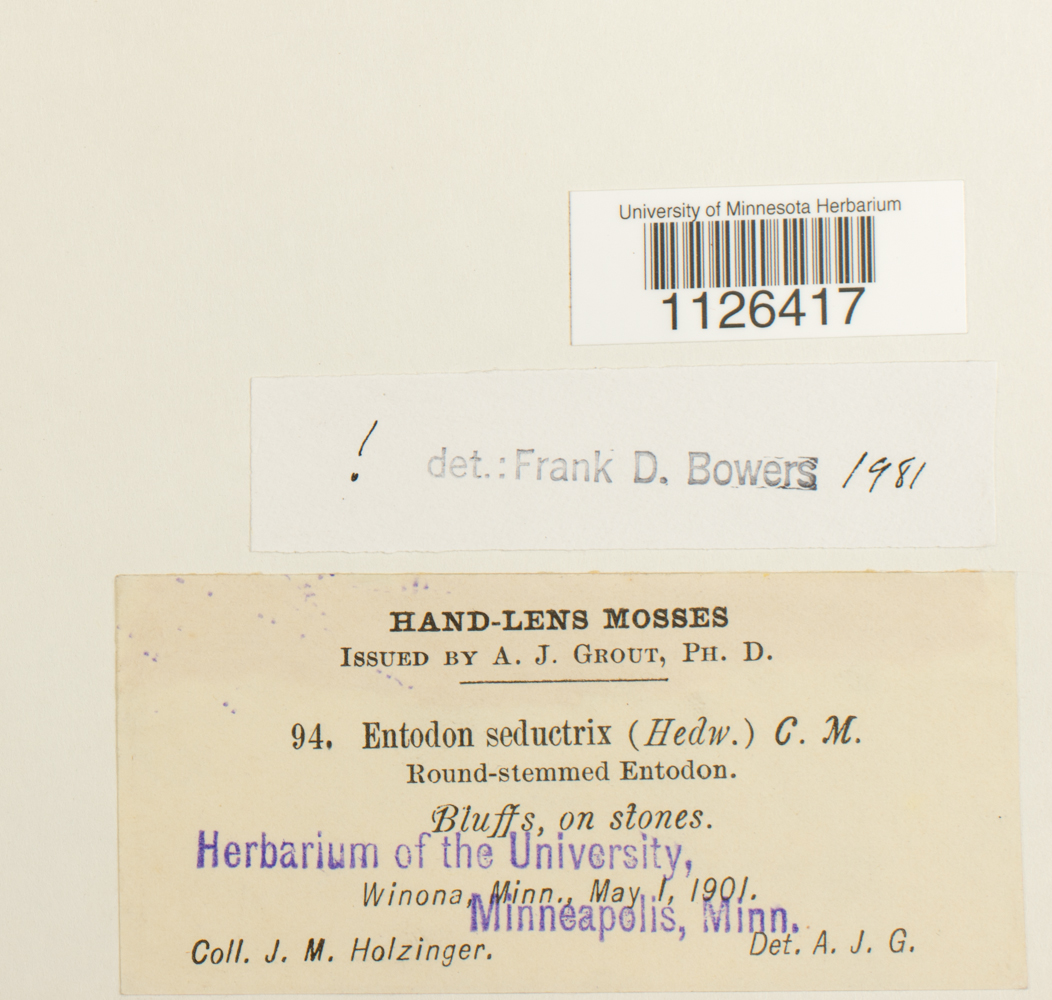 University of Minnesota Herbarium
1126417
! det.: Frank D. Bowers 1981
HAND-LENS MOSSES
ISSUED BY A. J. GROUT, PH. D.
94. Entodon seductrix (Hedw.) C. M.
Round-stemmed Entodon.
Bluffs, on stones.
Herbarium of the University,
Winona, Minn., May 1, 1901.
Minneapolis, Minn.
Coll. J. M. Holzinger. Det. A. J. G.